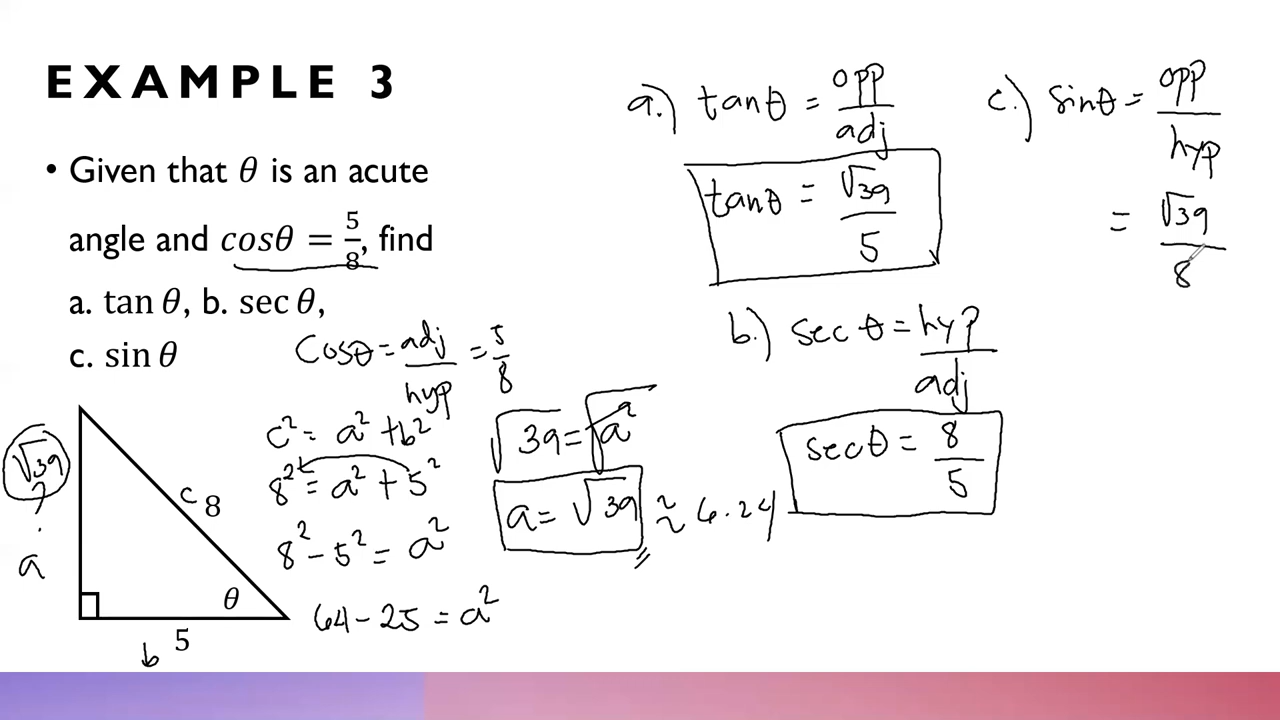 EXAMPLE 3
• Given that θ is an acute
angle and cosθ = 5/8, find
a. tan θ, b. sec θ,
c. sin θ
cosθ = adj/hyp = 5/8
c² = a² + b²
8² = a² + 5²
8² - 5² = a²
64 - 25 = a²
√39 = √a²
a = √39 ≈ 6.24
√39
?
a
c 8
θ
b 5
a.) tanθ = opp/adj
tanθ = √39/5
b.) sec θ = hyp/adj
secθ = 8/5
c.) sinθ = opp/hyp
= √39/8